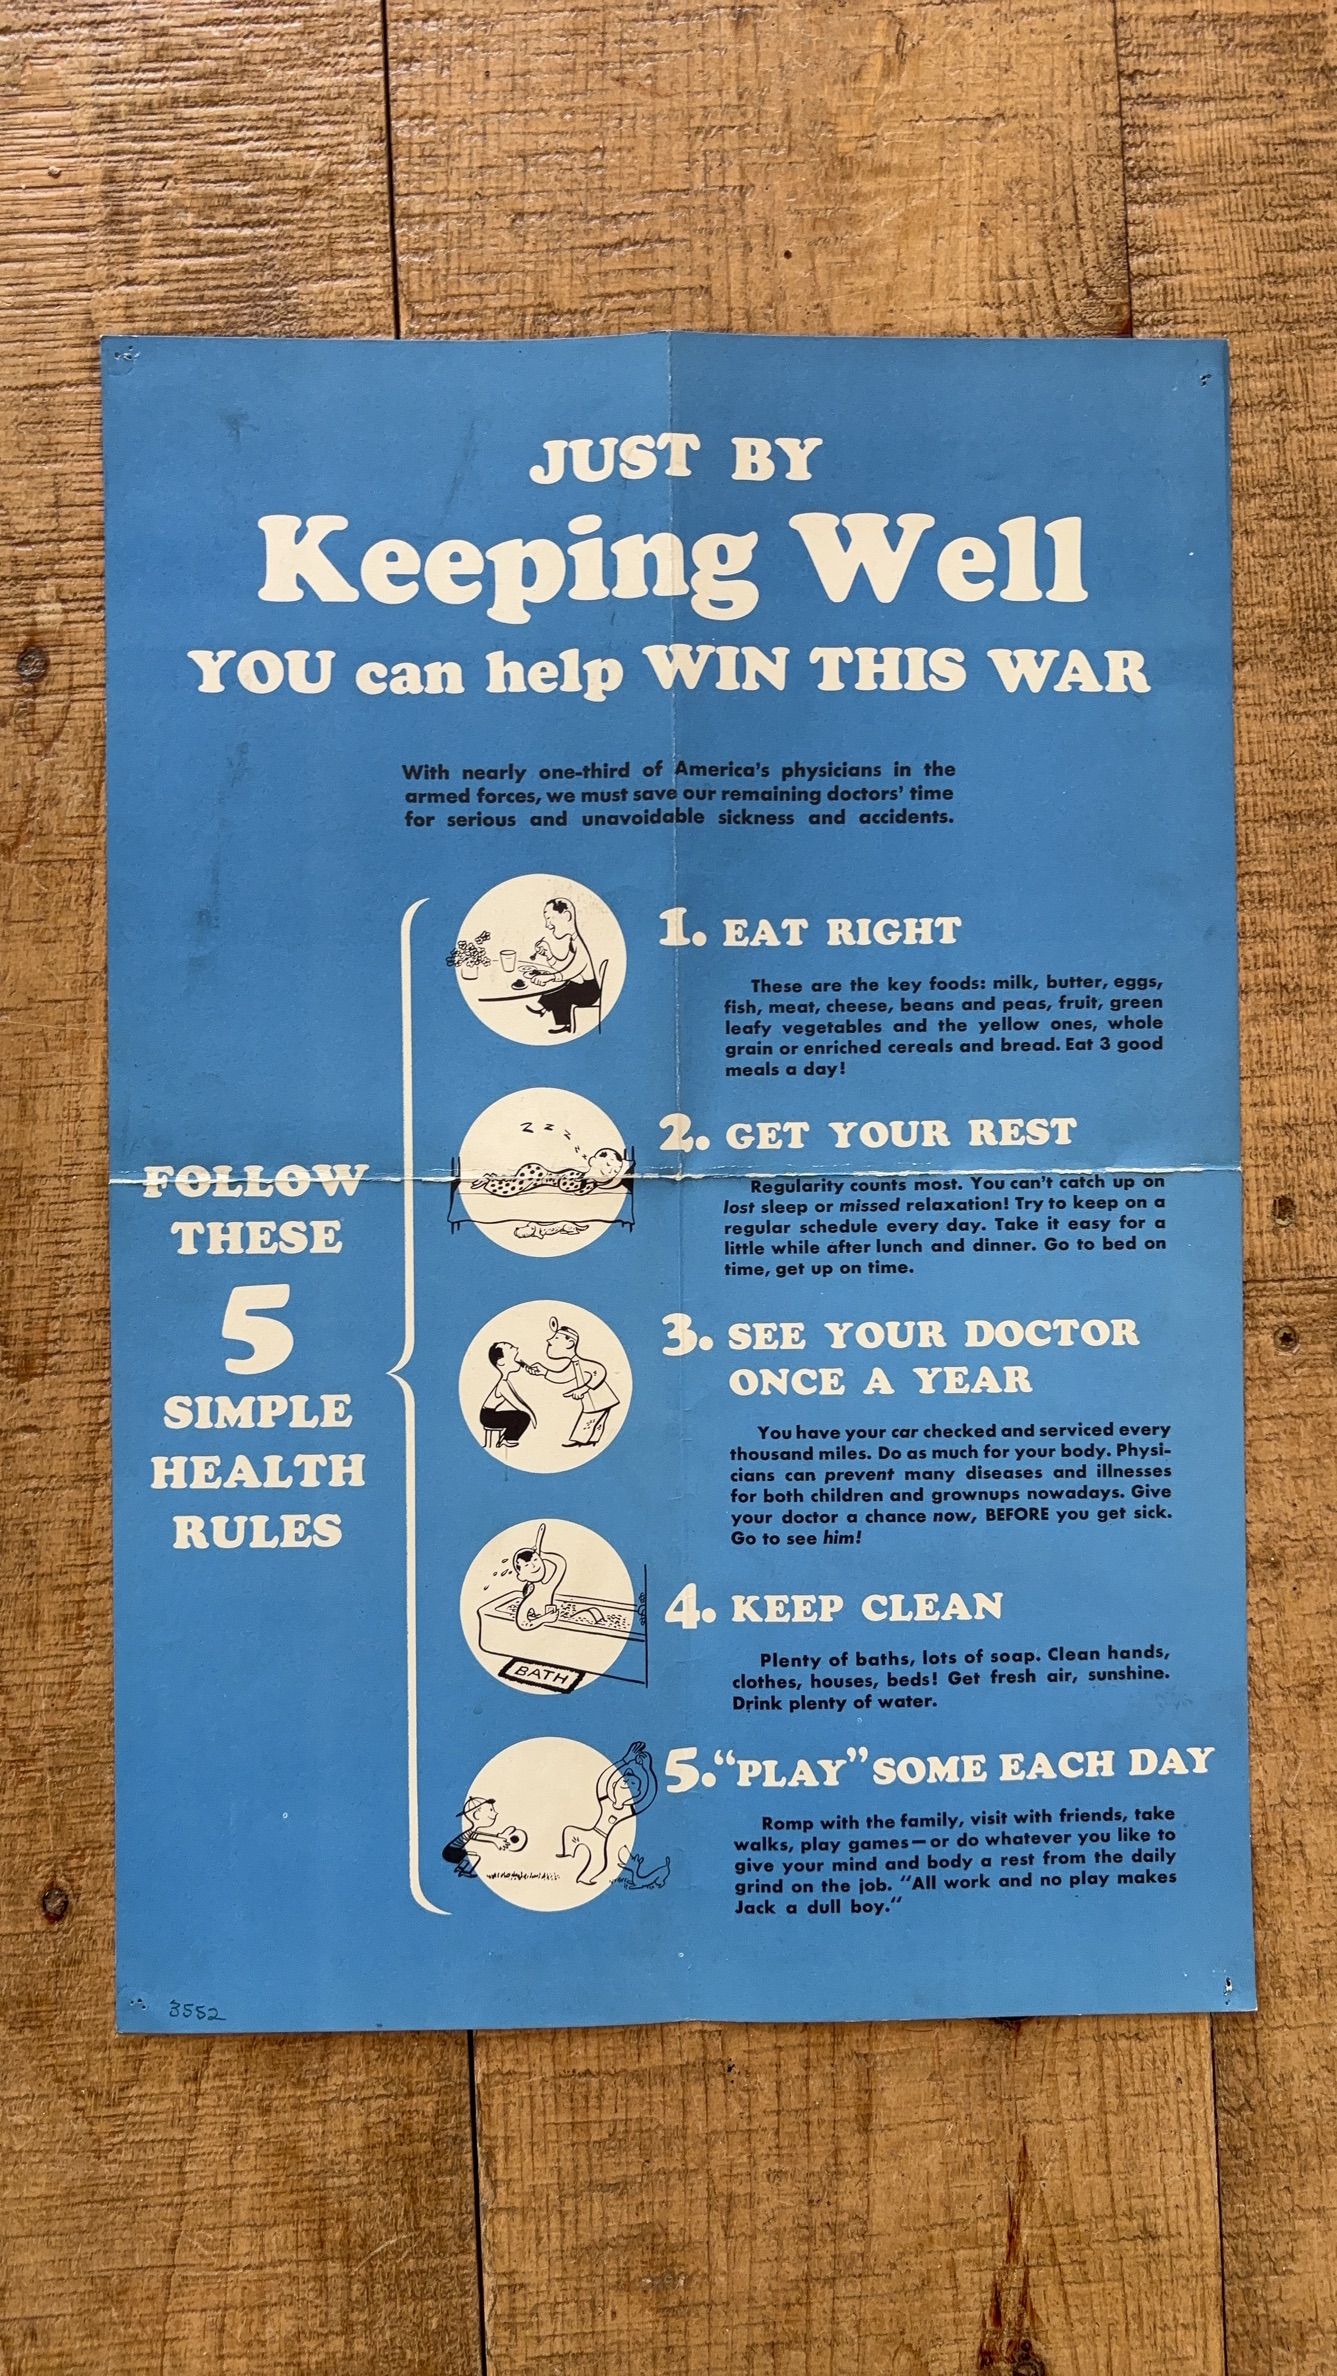 JUST BY
Keeping Well
YOU can help WIN THIS WAR
With nearly one-third of America's physicians in the
armed forces, we must save our remaining doctors' time
for serious and unavoidable sickness and accidents.
FOLLOW
THESE
5
SIMPLE
HEALTH
RULES
1. EAT RIGHT
These are the key foods: milk, butter, eggs,
fish, meat, cheese, beans and peas, fruit, green
leafy vegetables and the yellow ones, whole
grain or enriched cereals and bread. Eat 3 good
meals a day!
Z Z Z Z Z
2. GET YOUR REST
Regularity counts most. You can't catch up on
lost sleep or missed relaxation! Try to keep on a
regular schedule every day. Take it easy for a
little while after lunch and dinner. Go to bed on
time, get up on time.
3. SEE YOUR DOCTOR
ONCE A YEAR
You have your car checked and serviced every
thousand miles. Do as much for your body. Physi-
cians can prevent many diseases and illnesses
for both children and grownups nowadays. Give
your doctor a chance now, BEFORE you get sick.
Go to see him!
BATH
4. KEEP CLEAN
Plenty of baths, lots of soap. Clean hands,
clothes, houses, beds! Get fresh air, sunshine.
Drink plenty of water.
5. "PLAY" SOME EACH DAY
Romp with the family, visit with friends, take
walks, play games—or do whatever you like to
give your mind and body a rest from the daily
grind on the job. "All work and no play makes
Jack a dull boy."
3552